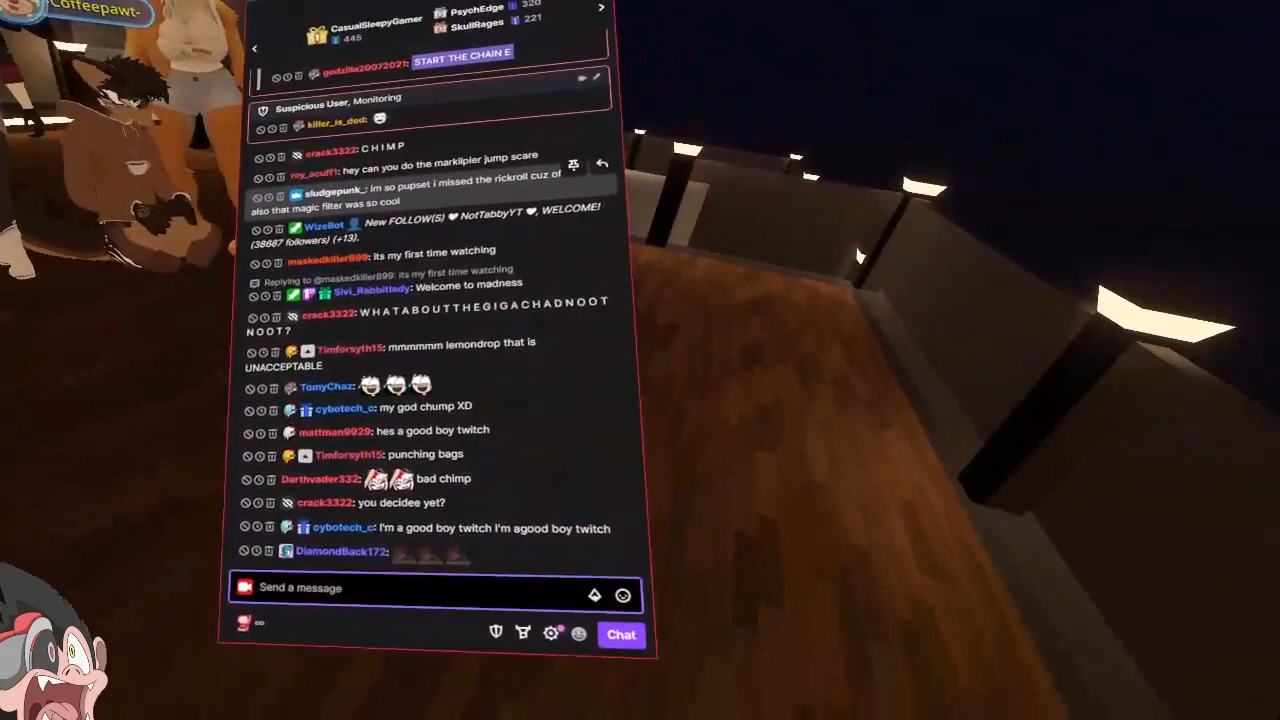 -Coffeepawt-
CasualSleepyGamer
445
PsychEdge 320
SkullRages 221
godzilla20072021: START THE CHAIN E
Suspicious User, Monitoring
killer_is_ded:
crack3322: C H I M P
roy_acuff1: hey can you do the markilpier jump scare
sludgepunk_: im so pupset i missed the rickroll cuz of
also that magic filter was so cool
WizeBot New FOLLOW(S) NotTabbyYT , WELCOME!
(38687 followers) (+13).
maskedkiller899: its my first time watching
Replying to @maskedkiller899: its my first time watching
Sivi_Rabbitlady: Welcome to madness
crack3322: W H A T A B O U T T H E G I G A C H A D N O O T
N O O T ?
Timforsyth15: mmmmmm lemondrop that is
UNACCEPTABLE
TomyChaz:
cybotech_c: my god chump XD
mattman9929: hes a good boy twitch
Timforsyth15: punching bags
Darthvader332: bad chimp
crack3322: you decidee yet?
cybotech_c: I'm a good boy twitch I'm agood boy twitch
DiamondBack172:
Send a message
Chat